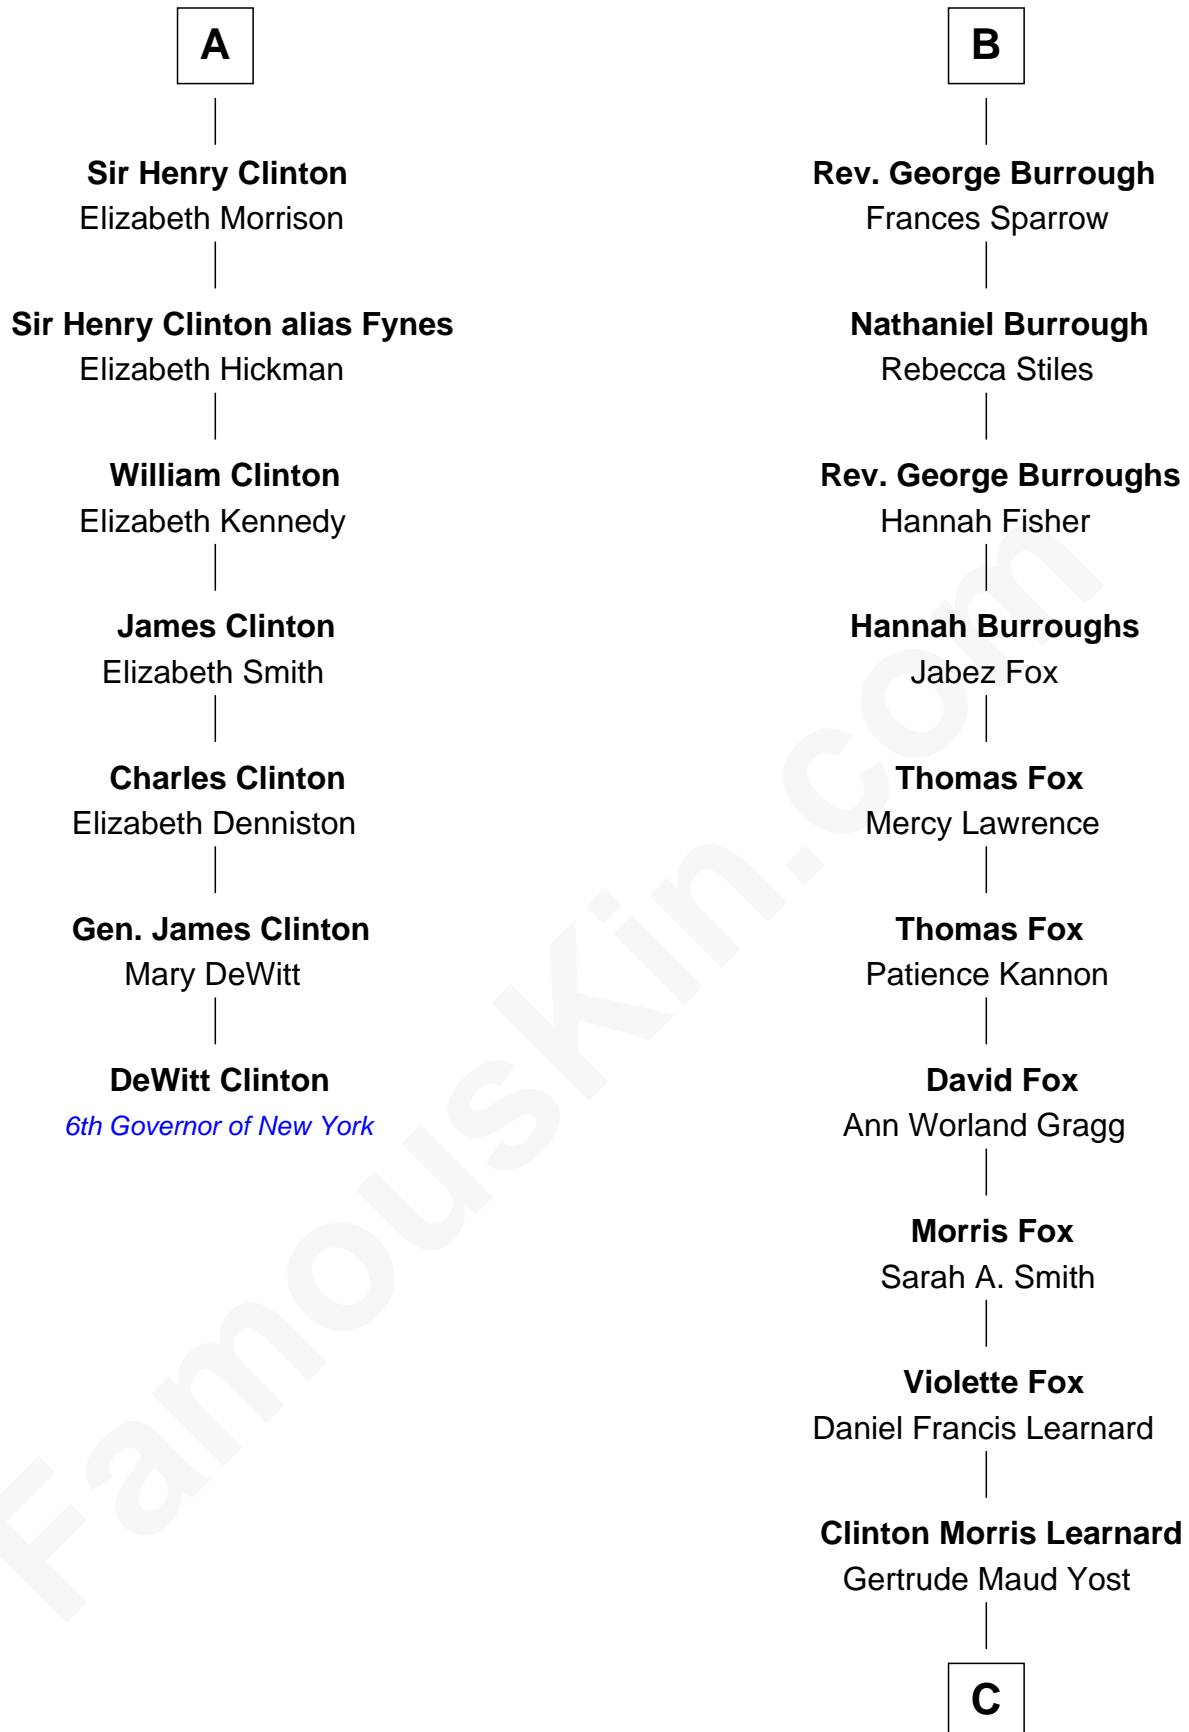 A
Sir Henry Clinton
Elizabeth Morrison
Sir Henry Clinton alias Fynes
Elizabeth Hickman
William Clinton
Elizabeth Kennedy
James Clinton
Elizabeth Smith
Charles Clinton
Elizabeth Denniston
Gen. James Clinton
Mary DeWitt
DeWitt Clinton
6th Governor of New York
B
Rev. George Burrough
Frances Sparrow
Nathaniel Burrough
Rebecca Stiles
Rev. George Burroughs
Hannah Fisher
Hannah Burroughs
Jabez Fox
Thomas Fox
Mercy Lawrence
Thomas Fox
Patience Kannon
David Fox
Ann Worland Gragg
Morris Fox
Sarah A. Smith
Violette Fox
Daniel Francis Learnard
Clinton Morris Learnard
Gertrude Maud Yost
C
FamousKin.com